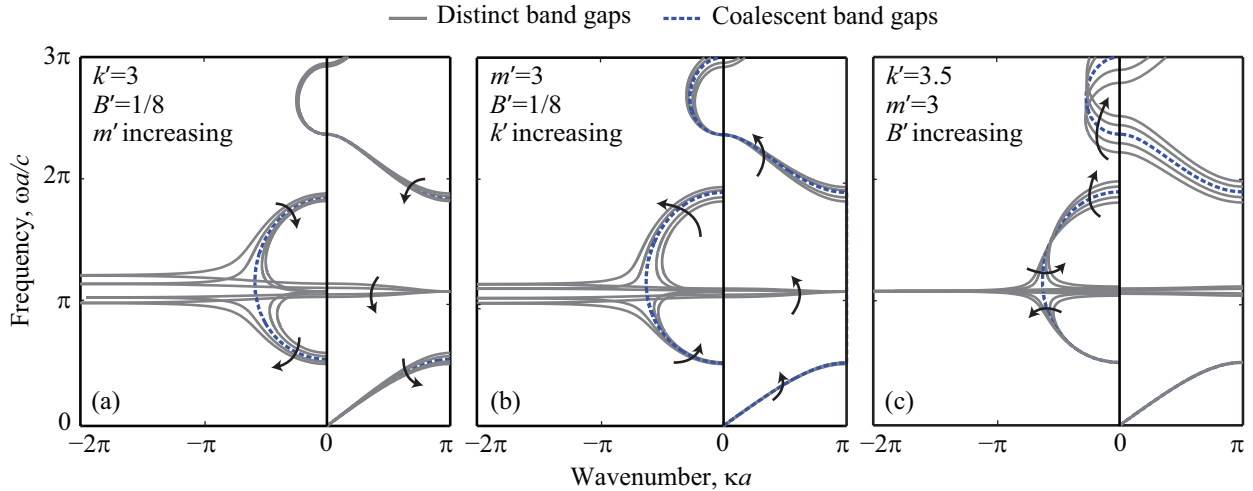 Distinct band gaps Coalescent band gaps
3π
2π
π
0
Frequency, ωa/c
k′=3
B′=1/8
m′ increasing
(a)
−2π −π 0
m′=3
B′=1/8
k′ increasing
(b)
−2π −π 0
k′=3.5
m′=3
B′ increasing
(c)
−2π −π 0 π
Wavenumber, κa